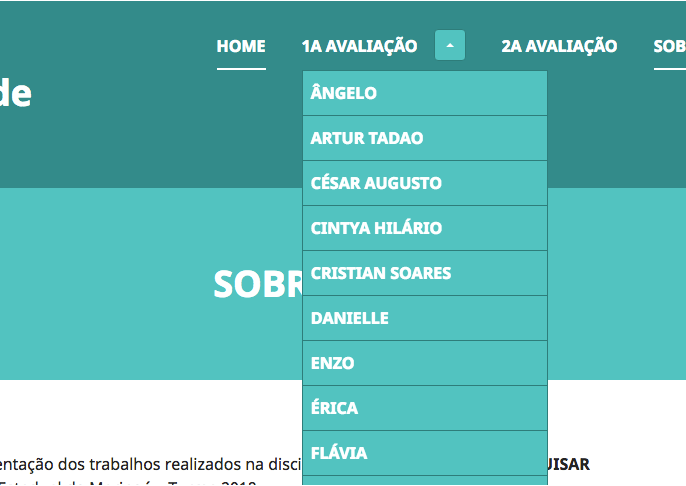 HOME 1A AVALIAÇÃO 2A AVALIAÇÃO SOB
de
ÂNGELO
ARTUR TADAO
CÉSAR AUGUSTO
CINTYA HILÁRIO
SOBR
CRISTIAN SOARES
DANIELLE
ENZO
ÉRICA
FLÁVIA
entação dos trabalhos realizados na disci UISAR